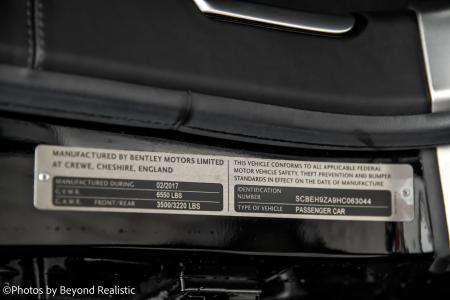 MANUFACTURED BY BENTLEY MOTORS LIMITED
AT CREWE, CHESHIRE, ENGLAND
MANUFACTURED DURING 02/2017
G.V.W.R. 6550 LBS
G.A.W.R. FRONT/REAR 3500/3220 LBS
THIS VEHICLE CONFORMS TO ALL APPLICABLE FEDERAL
MOTOR VEHICLE SAFETY, THEFT PREVENTION AND BUMPER
STANDARDS IN EFFECT ON THE DATE OF MANUFACTURE
IDENTIFICATION
NUMBER SCBEH9ZA9HC063044
TYPE OF VEHICLE PASSENGER CAR
©Photos by Beyond Realistic